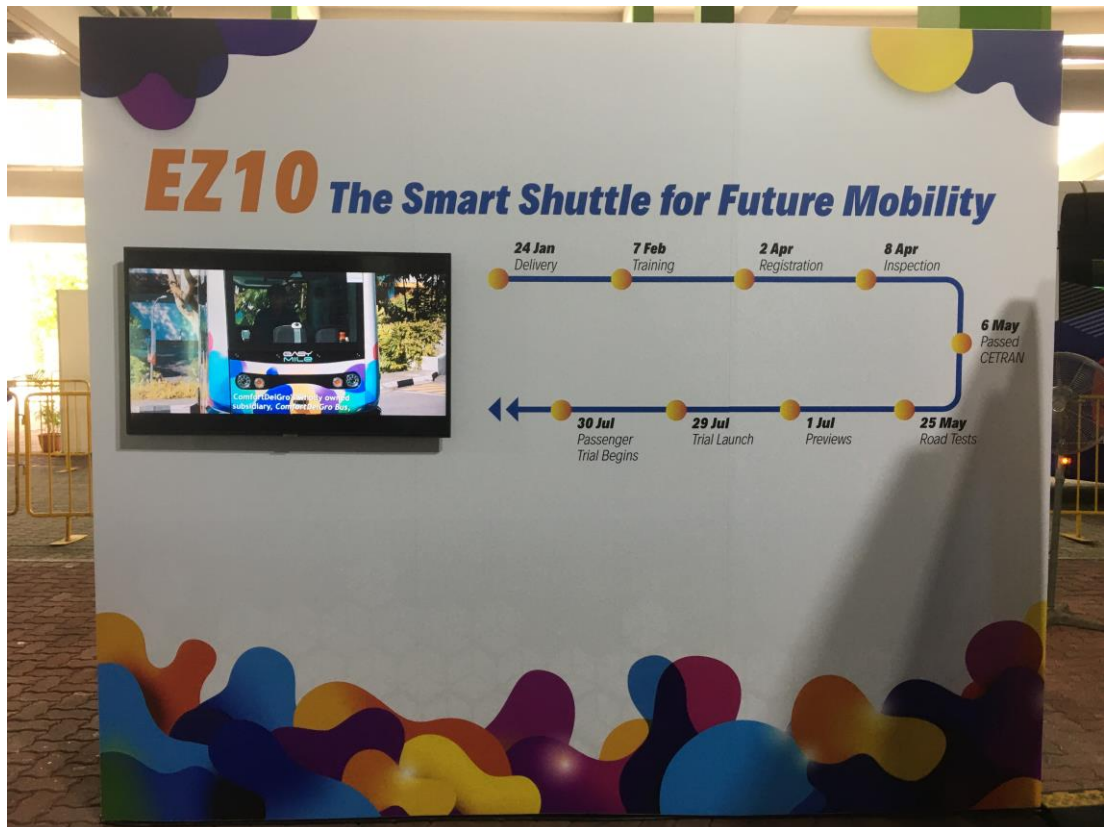 EZ10 The Smart Shuttle for Future Mobility
24 Jan
Delivery
7 Feb
Training
2 Apr
Registration
8 Apr
Inspection
6 May
Passed
CETRAN
25 May
Road Tests
1 Jul
Previews
29 Jul
Trial Launch
30 Jul
Passenger
Trial Begins
EASY
MILE
ComfortDelGro's owned
subsidiary, ComfortDelGro Bus,